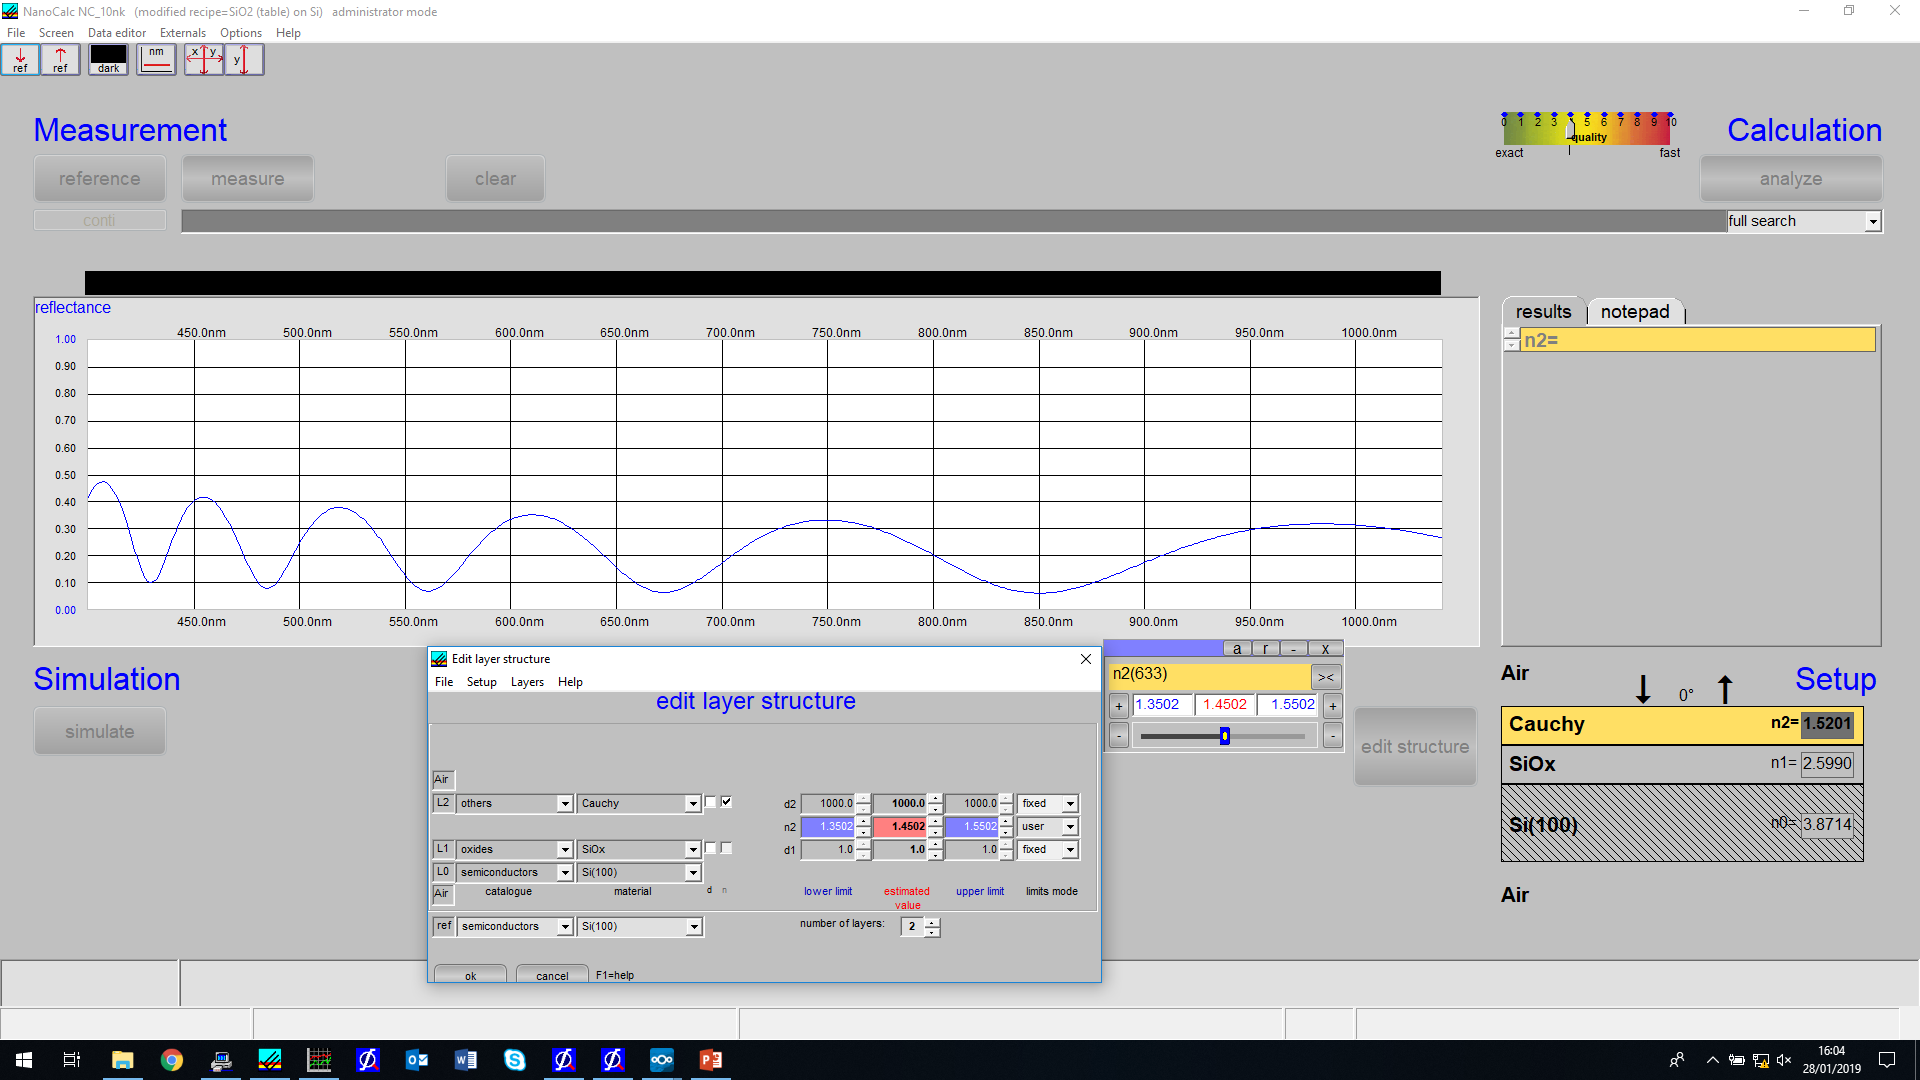 NanoCalc NC_10nk (modified recipe=SiO2 (table) on Si) administrator mode
File Screen Data editor Externals Options Help
ref ref dark nm x y y
Measurement
0 1 2 3 4 5 6 7 8 9 10
quality
exact fast
Calculation
reference measure clear analyze
conti
full search
reflectance
450.0nm 500.0nm 550.0nm 600.0nm 650.0nm 700.0nm 750.0nm 800.0nm 850.0nm 900.0nm 950.0nm 1000.0nm
1.00
0.90
0.80
0.70
0.60
0.50
0.40
0.30
0.20
0.10
0.00
450.0nm 500.0nm 550.0nm 600.0nm 650.0nm 700.0nm 750.0nm 800.0nm 850.0nm 900.0nm 950.0nm 1000.0nm
results notepad
n2=
Simulation
simulate
Edit layer structure
File Setup Layers Help
edit layer structure
Air
L2 others Cauchy d2 1000.0 1000.0 1000.0 fixed
n2 1.3502 1.4502 1.5502 user
L1 oxides SiOx d1 1.0 1.0 1.0 fixed
L0 semiconductors Si(100)
Air catalogue material d n lower limit estimated value upper limit limits mode
ref semiconductors Si(100) number of layers: 2
ok cancel F1=help
a r - x
n2(633) ><
+ 1.3502 1.4502 1.5502 +
- -
edit structure
Air 0° Setup
Cauchy n2= 1.5201
SiOx n1= 2.5990
Si(100) n0= 3.8714
Air
16:04
28/01/2019